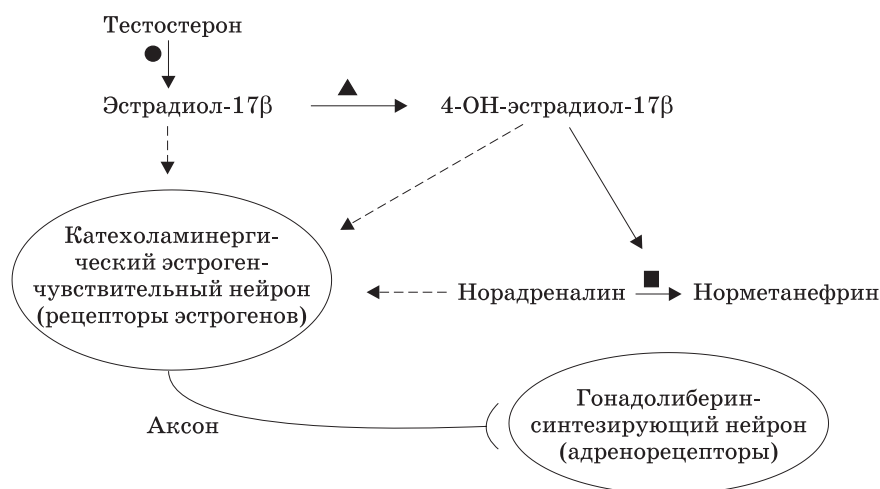 Тестостерон
Эстрадиол-17β
4-ОН-эстрадиол-17β
Катехоламинерги-
ческий эстроген-
чувствительный нейрон
(рецепторы эстрогенов)
Норадреналин
Норметанефрин
Аксон
Гонадолиберин-
синтезирующий нейрон
(адренорецепторы)